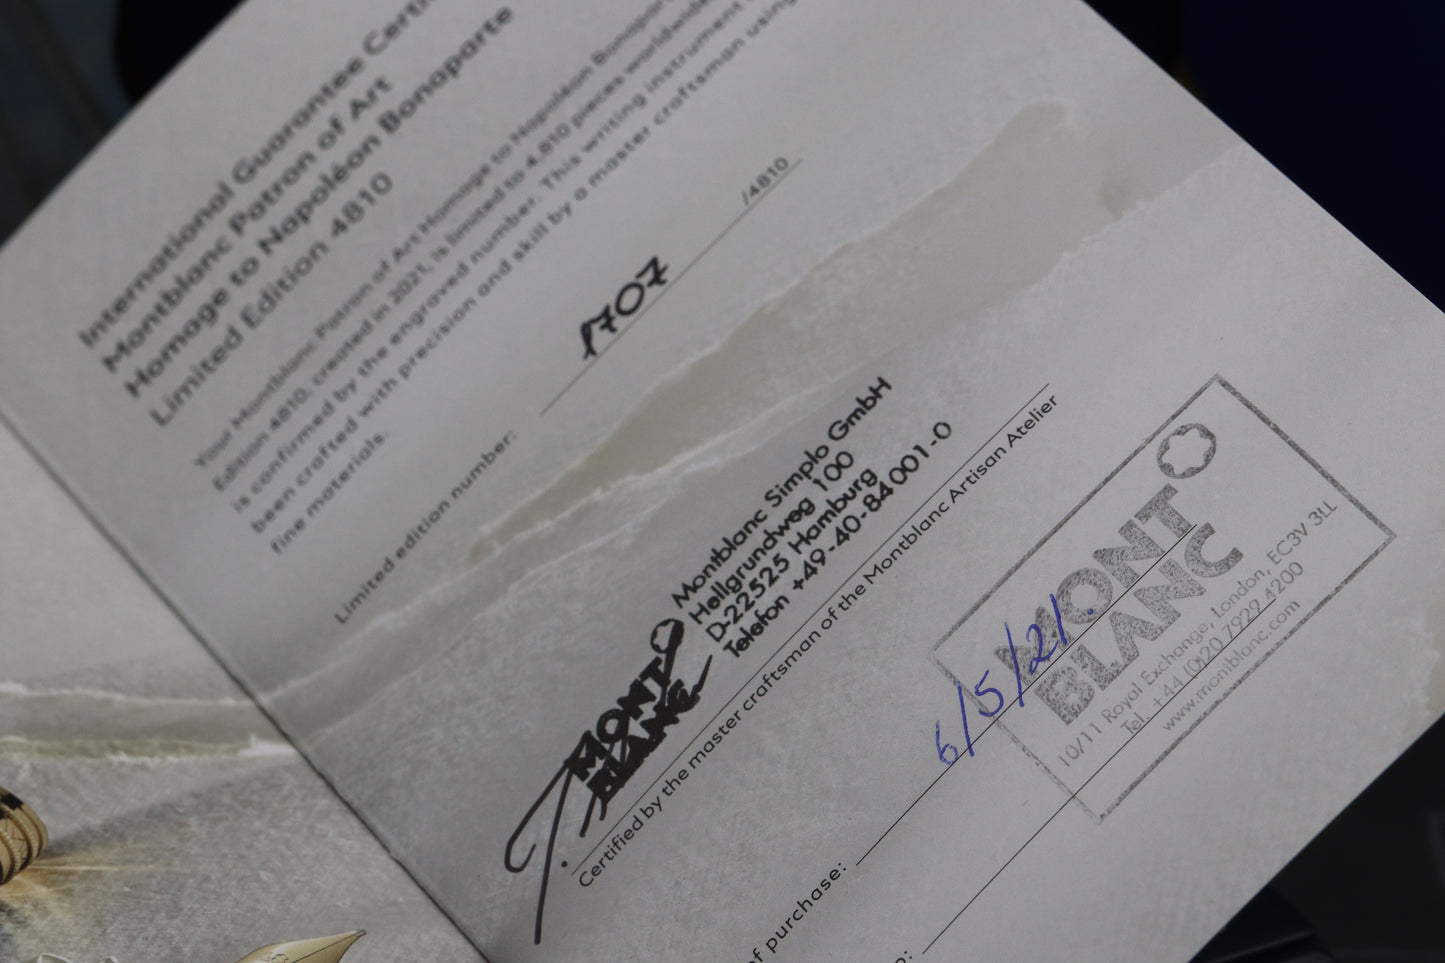 International Guarantee Certi
Montblanc Patron of Art
Homage to Napoléon Bonaparte
Limited Edition 4810
Your Montblanc Patron of Art Homage to Napoléon Bonapar
Edition 4810, created in 2021, is limited to 4,810 pieces worldwide
is confirmed by the engraved number. This writing instrument
been crafted with precision and skill by a master craftsman using
fine materials.
Limited edition number: 1707 /4810
MONT
BLANC
Montblanc Simplo GmbH
Hellgrundweg 100
D-22525 Hamburg
Telefon +49-40-84001-0
Certified by the master craftsman of the Montblanc Artisan Atelier
MONT
BLANC
10/11 Royal Exchange, London, EC3V 3LL
Tel. +44 (0)20 7929 4200
www.montblanc.com
of purchase: 6/5/21.